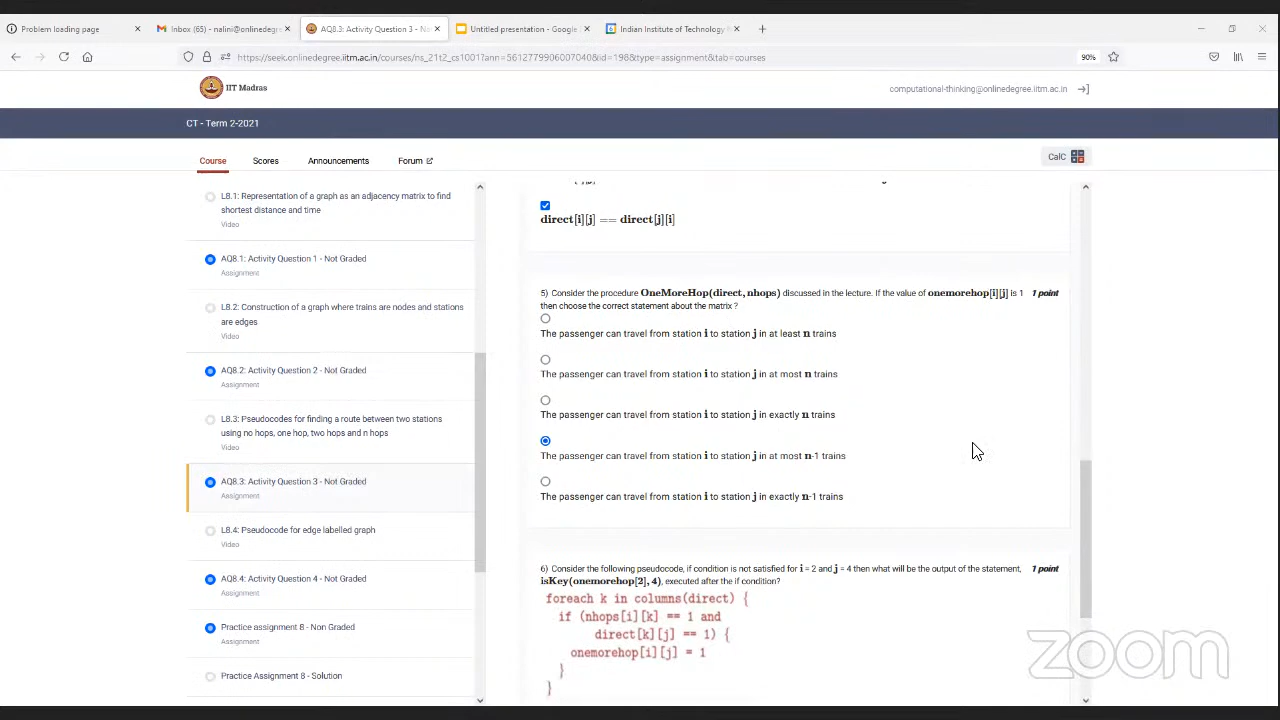 Problem loading page
Inbox (65) - nalini@onlinedegre
AQ8.3: Activity Question 3 - No
Untitled presentation - Google
Indian Institute of Technology
https://seek.onlinedegree.iitm.ac.in/courses/ns_21t2_cs1001?ann=5612779906007040&id=198&type=assignment&tab=courses
90%
IIT Madras
computational-thinking@onlinedegree.iitm.ac.in
CT - Term 2-2021
Course
Scores
Announcements
Forum
CalC
L8.1: Representation of a graph as an adjacency matrix to find
shortest distance and time
Video
AQ8.1: Activity Question 1 - Not Graded
Assignment
L8.2: Construction of a graph where trains are nodes and stations
are edges
Video
AQ8.2: Activity Question 2 - Not Graded
Assignment
L8.3: Pseudocodes for finding a route between two stations
using no hops, one hop, two hops and n hops
Video
AQ8.3: Activity Question 3 - Not Graded
Assignment
L8.4: Pseudocode for edge labelled graph
Video
AQ8.4: Activity Question 4 - Not Graded
Assignment
Practice assignment 8 - Non Graded
Assignment
Practice Assignment 8 - Solution
direct[i][j] == direct[j][i]
5) Consider the procedure OneMoreHop(direct, nhops) discussed in the lecture. If the value of onemorehop[i][j] is 1 1 point
then choose the correct statement about the matrix ?
The passenger can travel from station i to station j in at least n trains
The passenger can travel from station i to station j in at most n trains
The passenger can travel from station i to station j in exactly n trains
The passenger can travel from station i to station j in at most n-1 trains
The passenger can travel from station i to station j in exactly n-1 trains
6) Consider the following pseudocode, if condition is not satisfied for i = 2 and j = 4 then what will be the output of the statement, 1 point
isKey(onemorehop[2], 4), executed after the if condition?
foreach k in columns(direct) {
if (nhops[i][k] == 1 and
direct[k][j] == 1) {
onemorehop[i][j] = 1
}
}
zoom